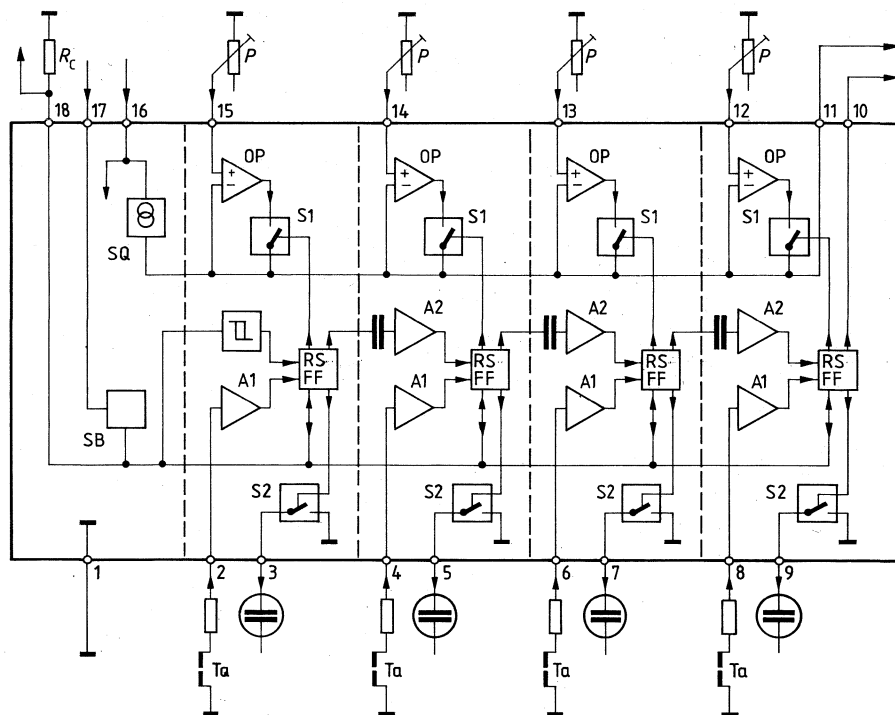 R_C P P P P
18 17 16 15 14 13 12 11 10
OP OP OP OP
+ + + +
− − − −
S1 S1 S1 S1
SQ
A2 A2 A2
RS RS RS RS
FF FF FF FF
A1 A1 A1 A1
SB
S2 S2 S2 S2
1 2 3 4 5 6 7 8 9
Ta Ta Ta Ta